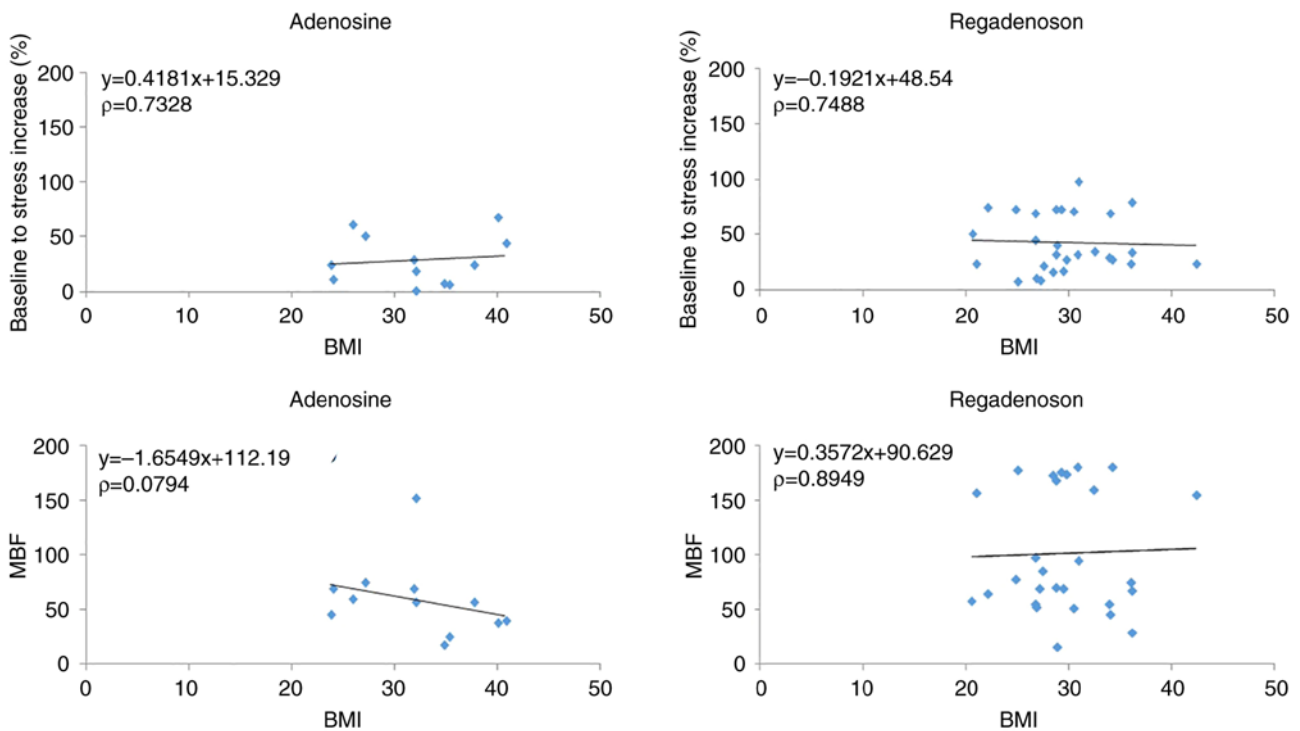 Adenosine
Baseline to stress increase (%)
y=0.4181x+15.329
ρ=0.7328
200
150
100
50
0
0 10 20 30 40 50
BMI
Regadenoson
Baseline to stress increase (%)
y=–0.1921x+48.54
ρ=0.7488
200
150
100
50
0
0 10 20 30 40 50
BMI
Adenosine
MBF
y=–1.6549x+112.19
ρ=0.0794
200
150
100
50
0
0 10 20 30 40 50
BMI
Regadenoson
MBF
y=0.3572x+90.629
ρ=0.8949
200
150
100
50
0
0 10 20 30 40 50
BMI